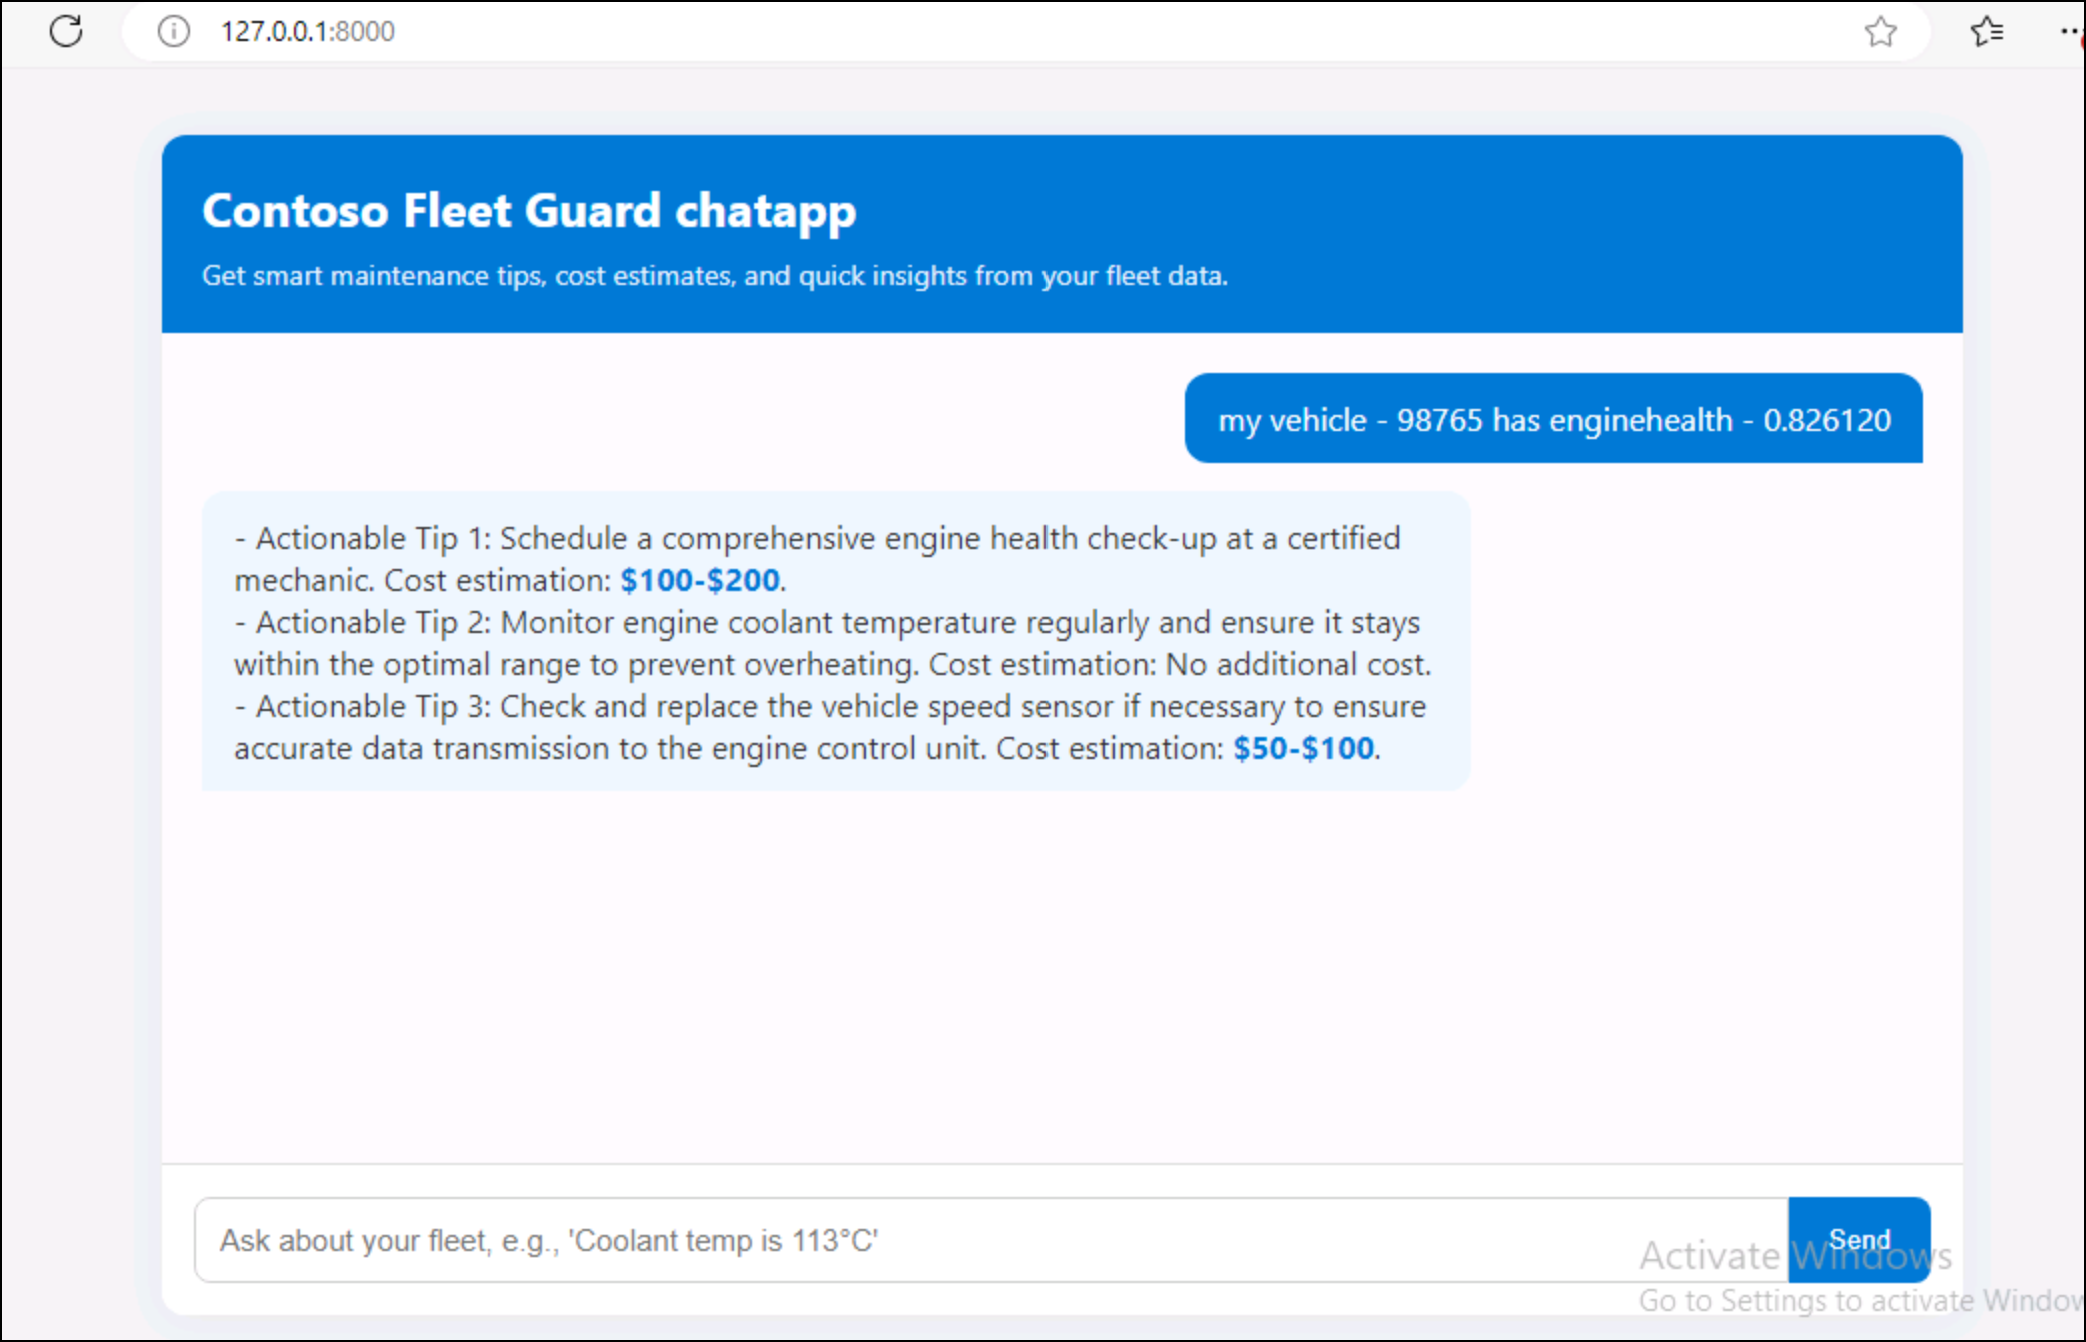 127.0.0.1:8000
Contoso Fleet Guard chatapp
Get smart maintenance tips, cost estimates, and quick insights from your fleet data.
my vehicle - 98765 has enginehealth - 0.826120
- Actionable Tip 1: Schedule a comprehensive engine health check-up at a certified
mechanic. Cost estimation: $100-$200.
- Actionable Tip 2: Monitor engine coolant temperature regularly and ensure it stays
within the optimal range to prevent overheating. Cost estimation: No additional cost.
- Actionable Tip 3: Check and replace the vehicle speed sensor if necessary to ensure
accurate data transmission to the engine control unit. Cost estimation: $50-$100.
Ask about your fleet, e.g., 'Coolant temp is 113°C'
Send
Activate Windows
Go to Settings to activate Window